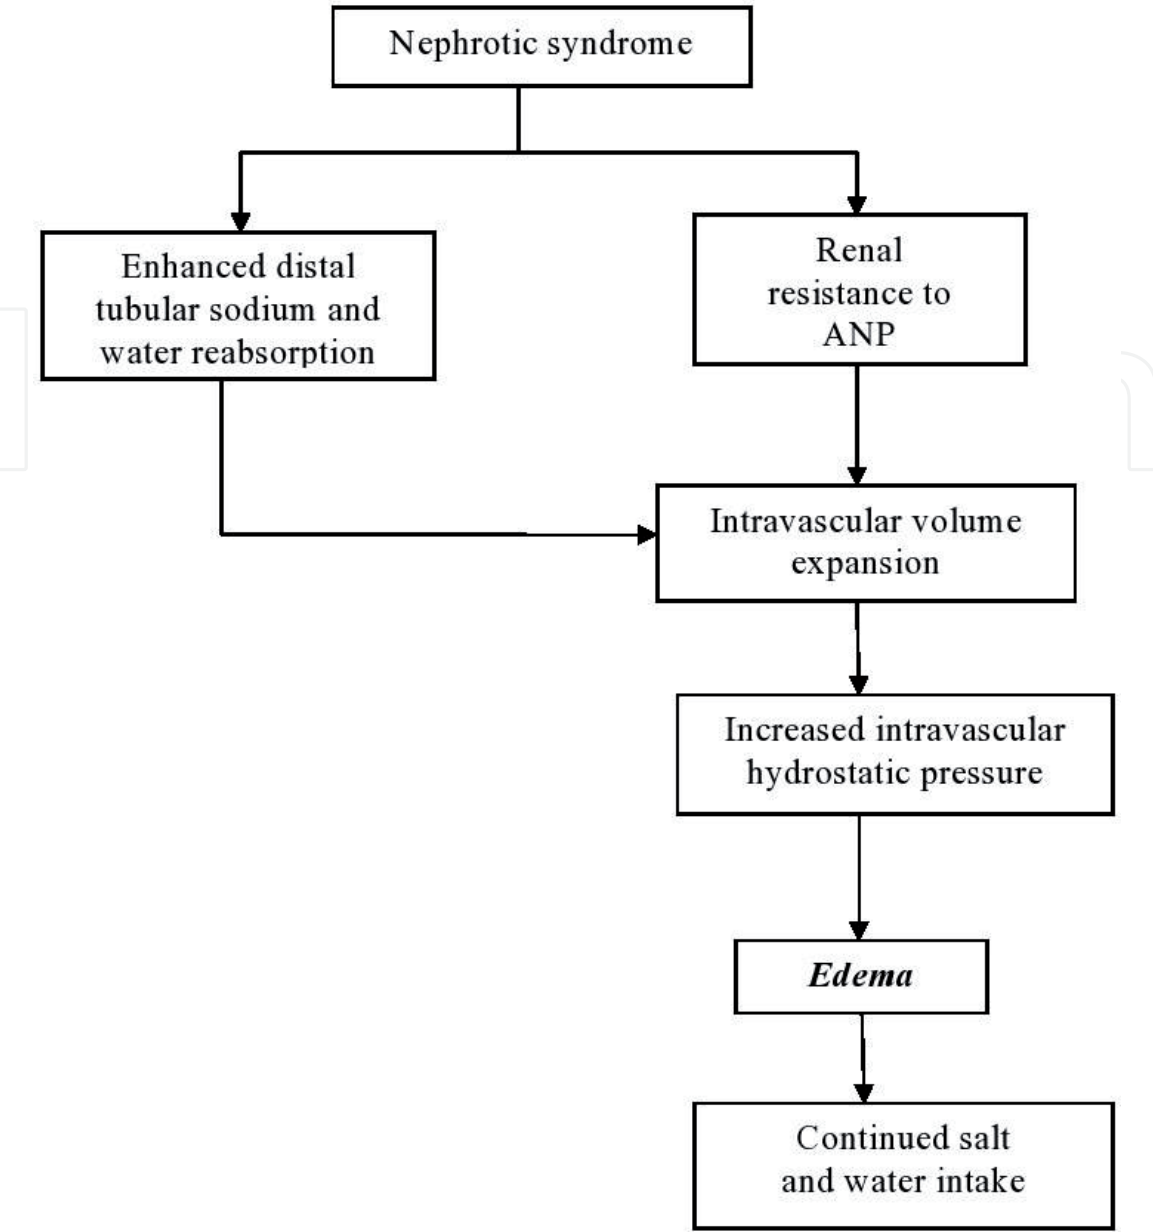 Nephrotic syndrome
Enhanced distal
tubular sodium and
water reabsorption
Renal
resistance to
ANP
Intravascular volume
expansion
Increased intravascular
hydrostatic pressure
Edema
Continued salt
and water intake